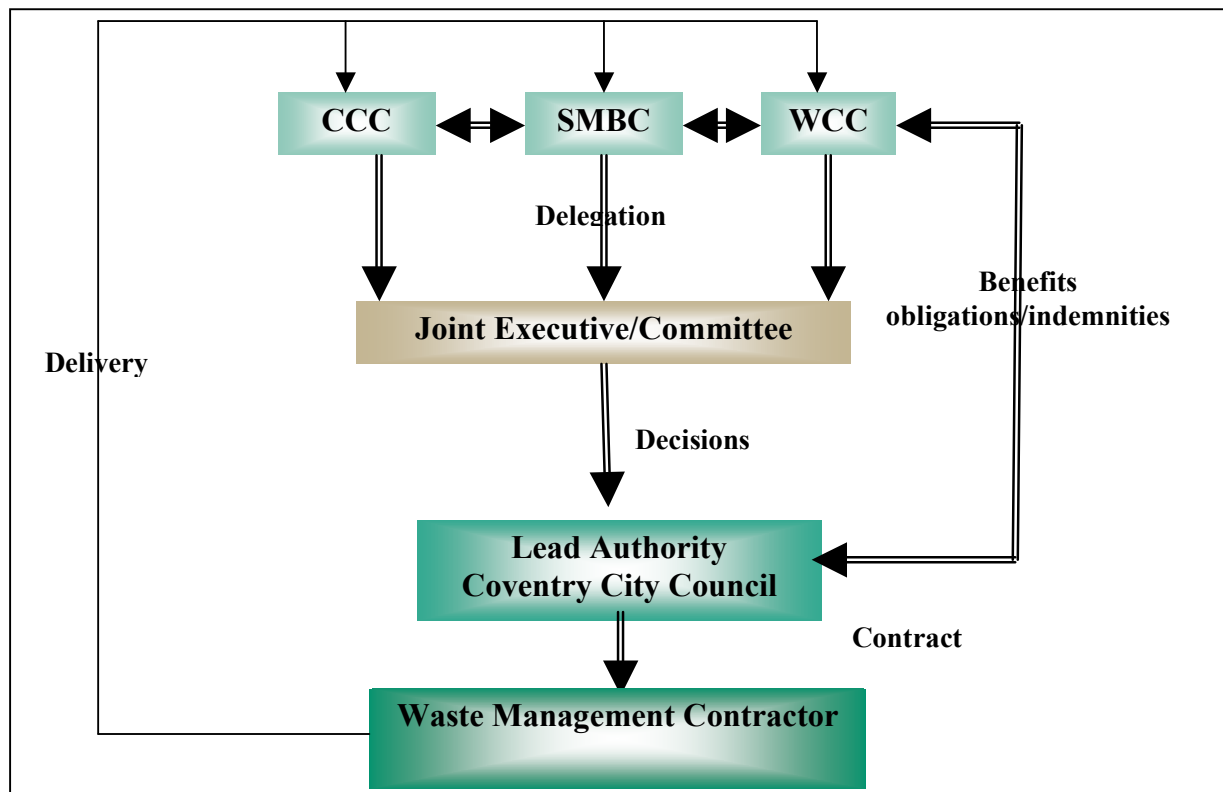 CCC
SMBC
WCC
Delegation
Benefits
obligations/indemnities
Joint Executive/Committee
Delivery
Decisions
Lead Authority
Coventry City Council
Contract
Waste Management Contractor